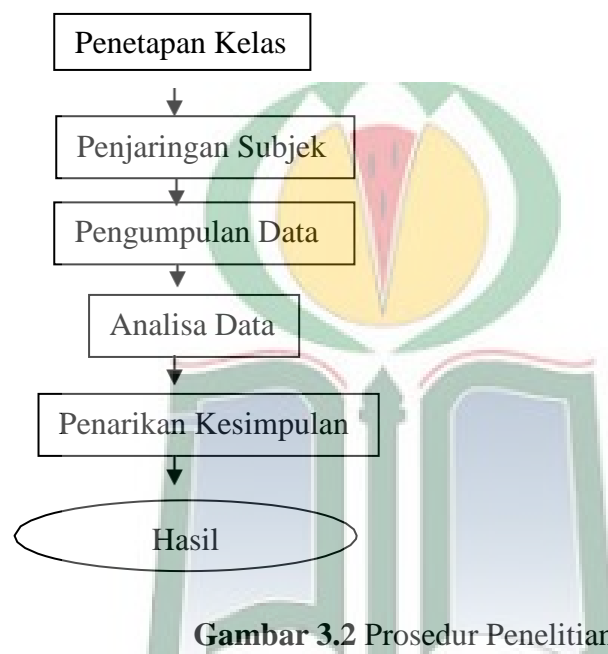 Penetapan Kelas
Penjaringan Subjek
Pengumpulan Data
Analisa Data
Penarikan Kesimpulan
Hasil
Gambar 3.2 Prosedur Penelitian